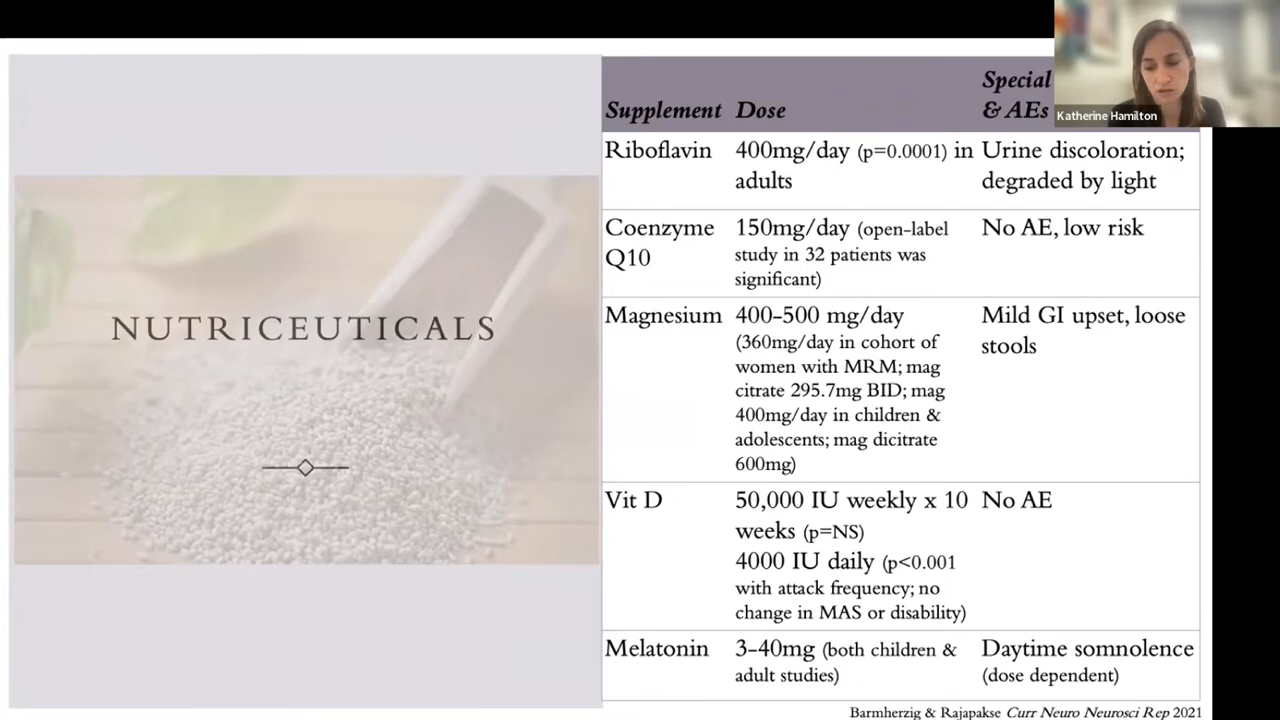 Katherine Hamilton
NUTRICEUTICALS
Supplement Dose Special
& AEs
Riboflavin
400mg/day (p=0.0001) in
adults
Urine discoloration;
degraded by light
Coenzyme
Q10
150mg/day (open-label
study in 32 patients was
significant)
No AE, low risk
Magnesium
400-500 mg/day
(360mg/day in cohort of
women with MRM; mag
citrate 295.7mg BID; mag
400mg/day in children &
adolescents; mag dicitrate
600mg)
Mild GI upset, loose
stools
Vit D
50,000 IU weekly x 10
weeks (p=NS)
4000 IU daily (p<0.001
with attack frequency; no
change in MAS or disability)
No AE
Melatonin
3-40mg (both children &
adult studies)
Daytime somnolence
(dose dependent)
Barmherzig & Rajapakse Curr Neuro Neurosci Rep 2021